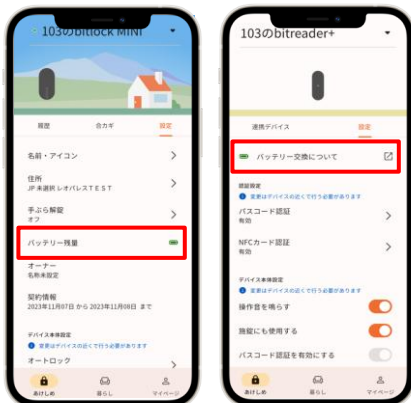 103のbitlock MINI
履歴
合カギ
設定
名前・アイコン
住所
JP 未選択 レオパレスTEST
手ぶら解錠
オフ
バッテリー残量
オーナー
名称未設定
契約情報
2023年11月07日 から 2023年11月08日 まで
デバイス本体設定
変更はデバイスの近くで行う必要があります
オートロック
あけしめ
暮らし
マイページ
103のbitreader+
連携デバイス
設定
バッテリー交換について
認証設定
変更はデバイスの近くで行う必要があります
パスコード認証
有効
NFCカード認証
有効
デバイス本体設定
変更はデバイスの近くで行う必要があります
操作音を鳴らす
施錠にも使用する
パスコード認証を有効にする
あけしめ
暮らし
マイページ